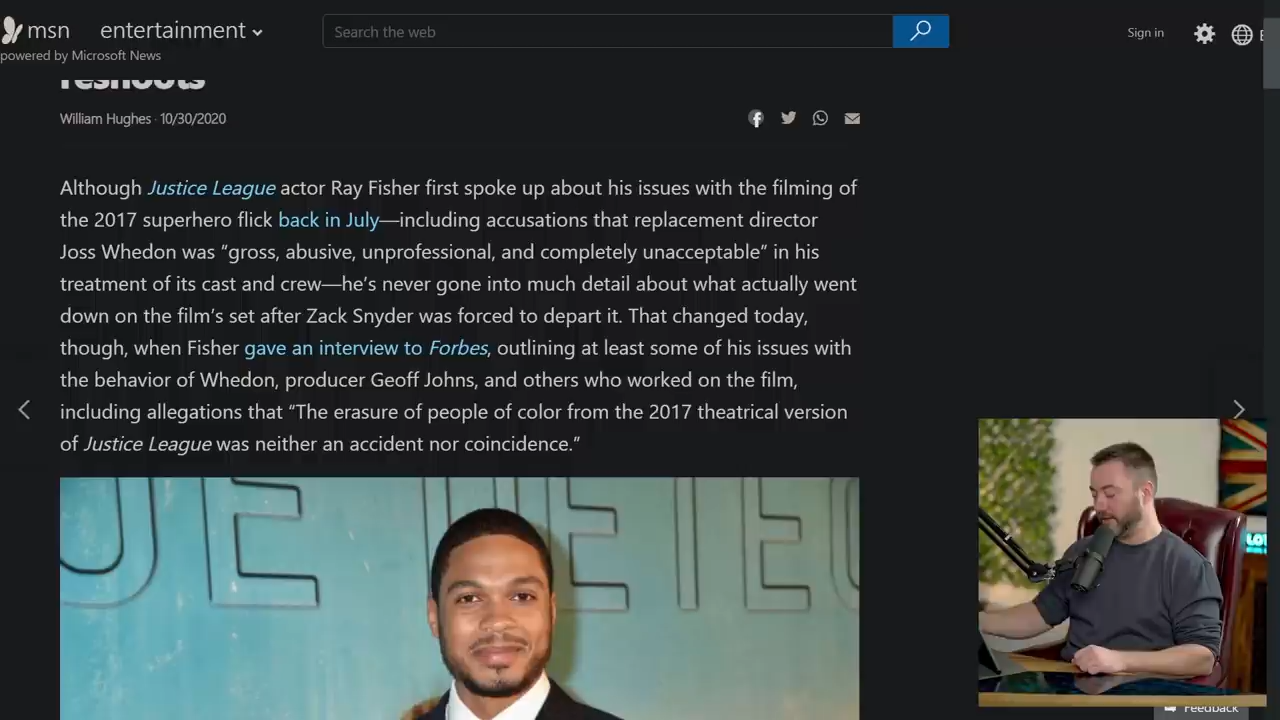 msn entertainment
Search the web
Sign in
powered by Microsoft News
reshoots
William Hughes · 10/30/2020
Although Justice League actor Ray Fisher first spoke up about his issues with the filming of
the 2017 superhero flick back in July—including accusations that replacement director
Joss Whedon was “gross, abusive, unprofessional, and completely unacceptable” in his
treatment of its cast and crew—he’s never gone into much detail about what actually went
down on the film’s set after Zack Snyder was forced to depart it. That changed today,
though, when Fisher gave an interview to Forbes, outlining at least some of his issues with
the behavior of Whedon, producer Geoff Johns, and others who worked on the film,
including allegations that “The erasure of people of color from the 2017 theatrical version
of Justice League was neither an accident nor coincidence.”
UE DETEC
Feedback